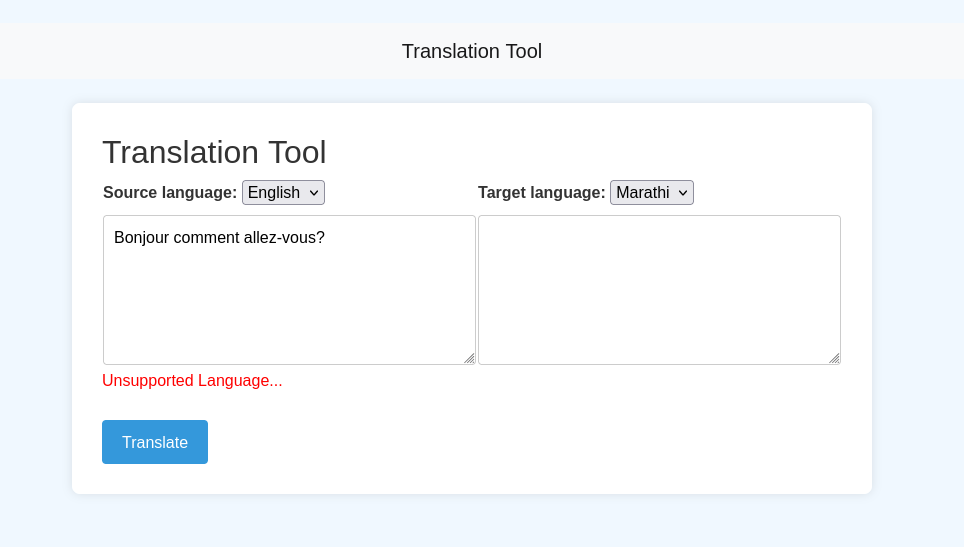 Translation Tool
Translation Tool
Source language: English
Target language: Marathi
Bonjour comment allez-vous?
Unsupported Language...
Translate